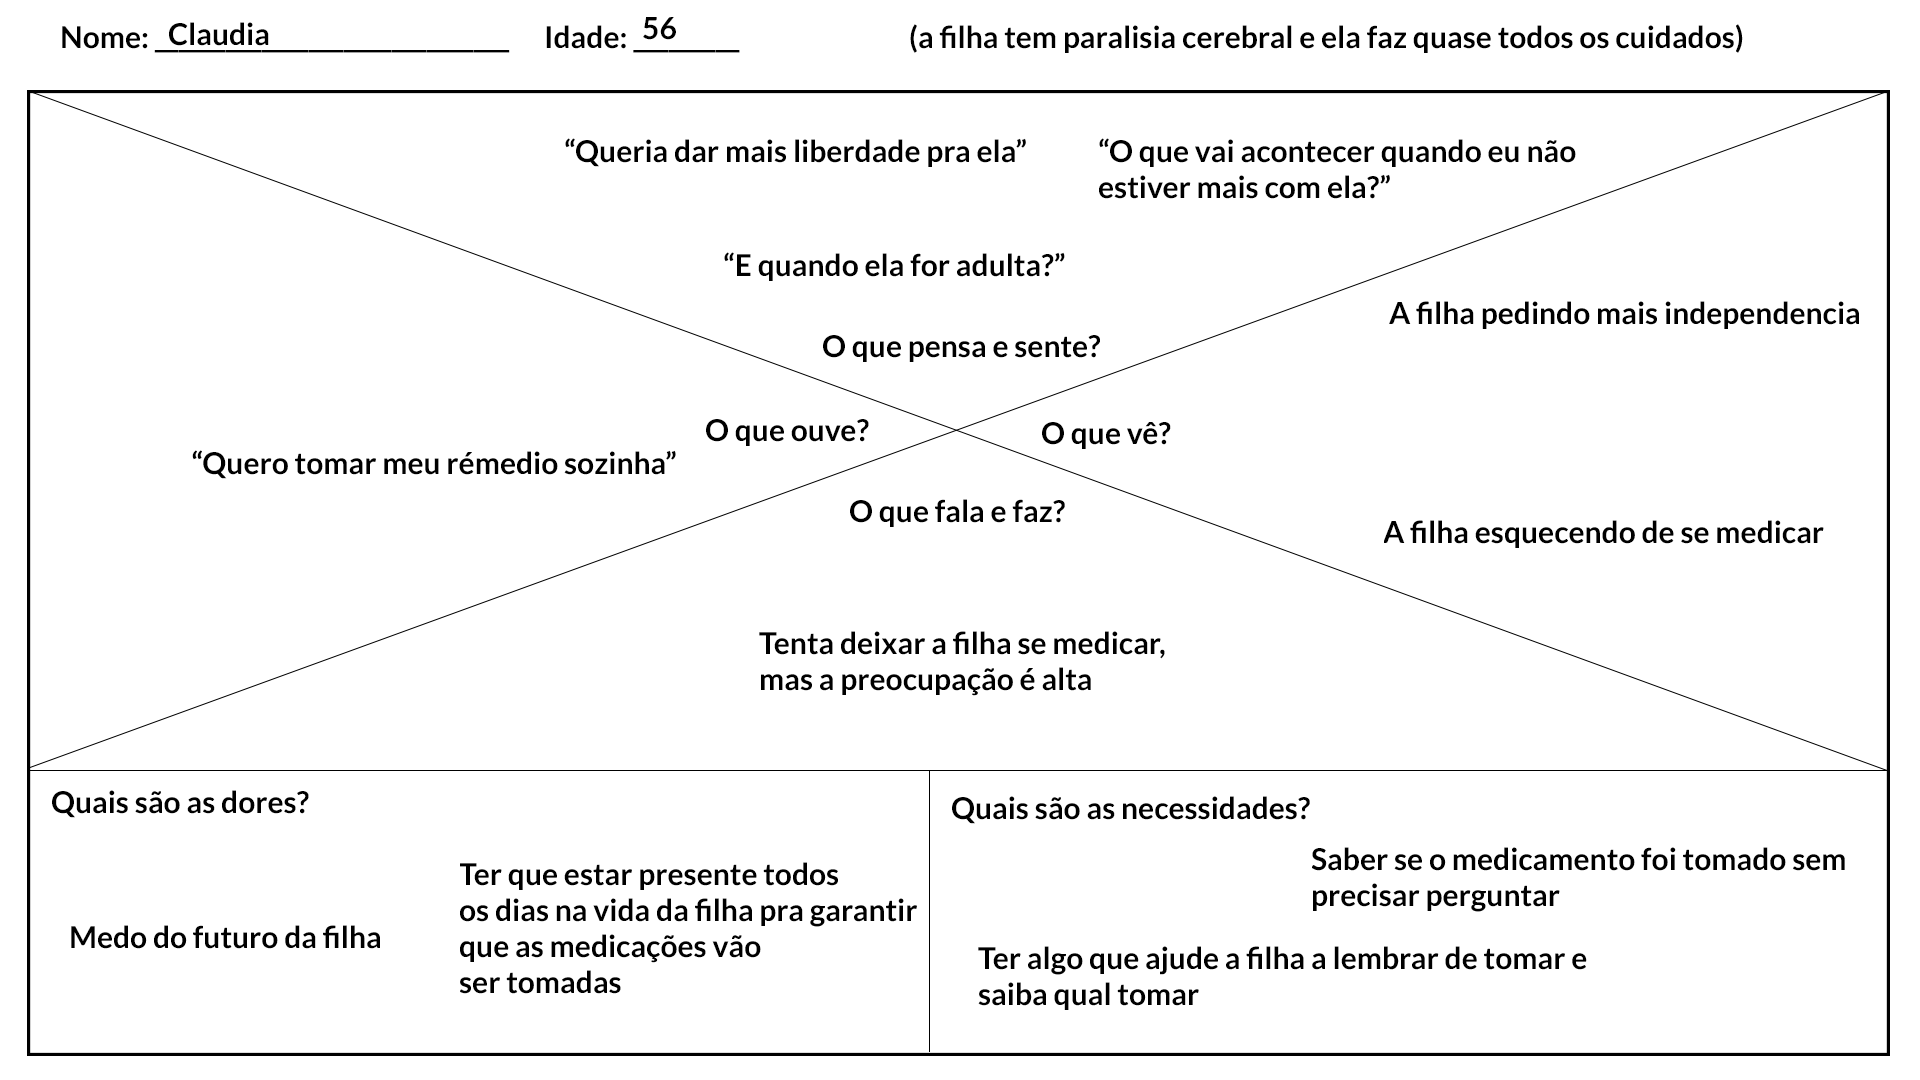 Nome: Claudia Idade: 56 (a filha tem paralisia cerebral e ela faz quase todos os cuidados)
“Queria dar mais liberdade pra ela”
“O que vai acontecer quando eu não
estiver mais com ela?”
“E quando ela for adulta?”
O que pensa e sente?
A filha pedindo mais independencia
O que ouve?
“Quero tomar meu rémedio sozinha”
O que vê?
A filha esquecendo de se medicar
O que fala e faz?
Tenta deixar a filha se medicar,
mas a preocupação é alta
Quais são as dores?
Medo do futuro da filha
Ter que estar presente todos
os dias na vida da filha pra garantir
que as medicações vão
ser tomadas
Quais são as necessidades?
Saber se o medicamento foi tomado sem
precisar perguntar
Ter algo que ajude a filha a lembrar de tomar e
saiba qual tomar